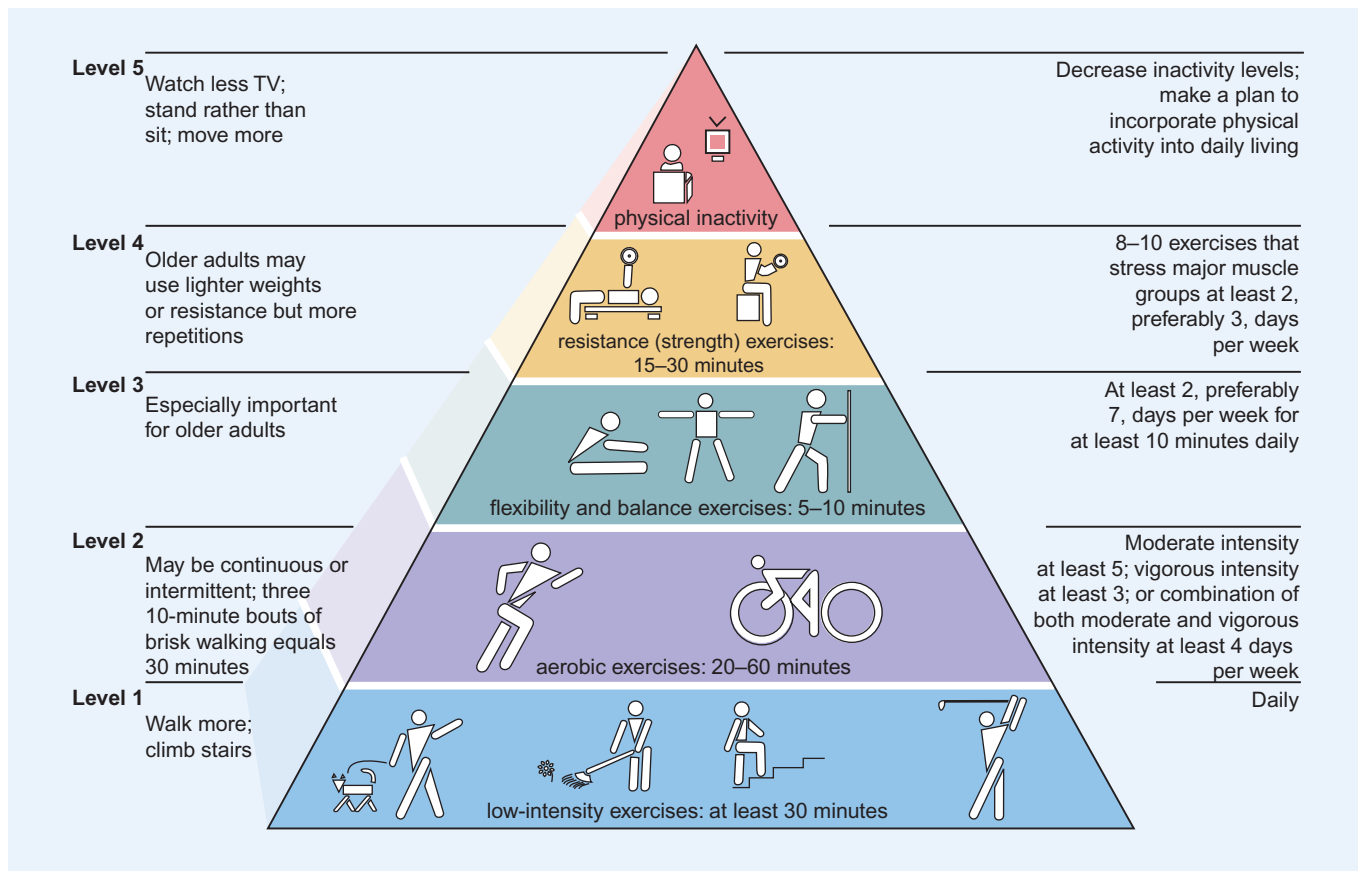 Level 5
Watch less TV;
stand rather than
sit; move more
Decrease inactivity levels;
make a plan to
incorporate physical
activity into daily living
physical inactivity
Level 4
Older adults may
use lighter weights
or resistance but more
repetitions
8–10 exercises that
stress major muscle
groups at least 2,
preferably 3, days
per week
resistance (strength) exercises:
15–30 minutes
Level 3
Especially important
for older adults
At least 2, preferably
7, days per week for
at least 10 minutes daily
flexibility and balance exercises: 5–10 minutes
Level 2
May be continuous or
intermittent; three
10-minute bouts of
brisk walking equals
30 minutes
Moderate intensity
at least 5; vigorous intensity
at least 3; or combination of
both moderate and vigorous
intensity at least 4 days
per week
aerobic exercises: 20–60 minutes
Level 1
Walk more;
climb stairs
Daily
low-intensity exercises: at least 30 minutes